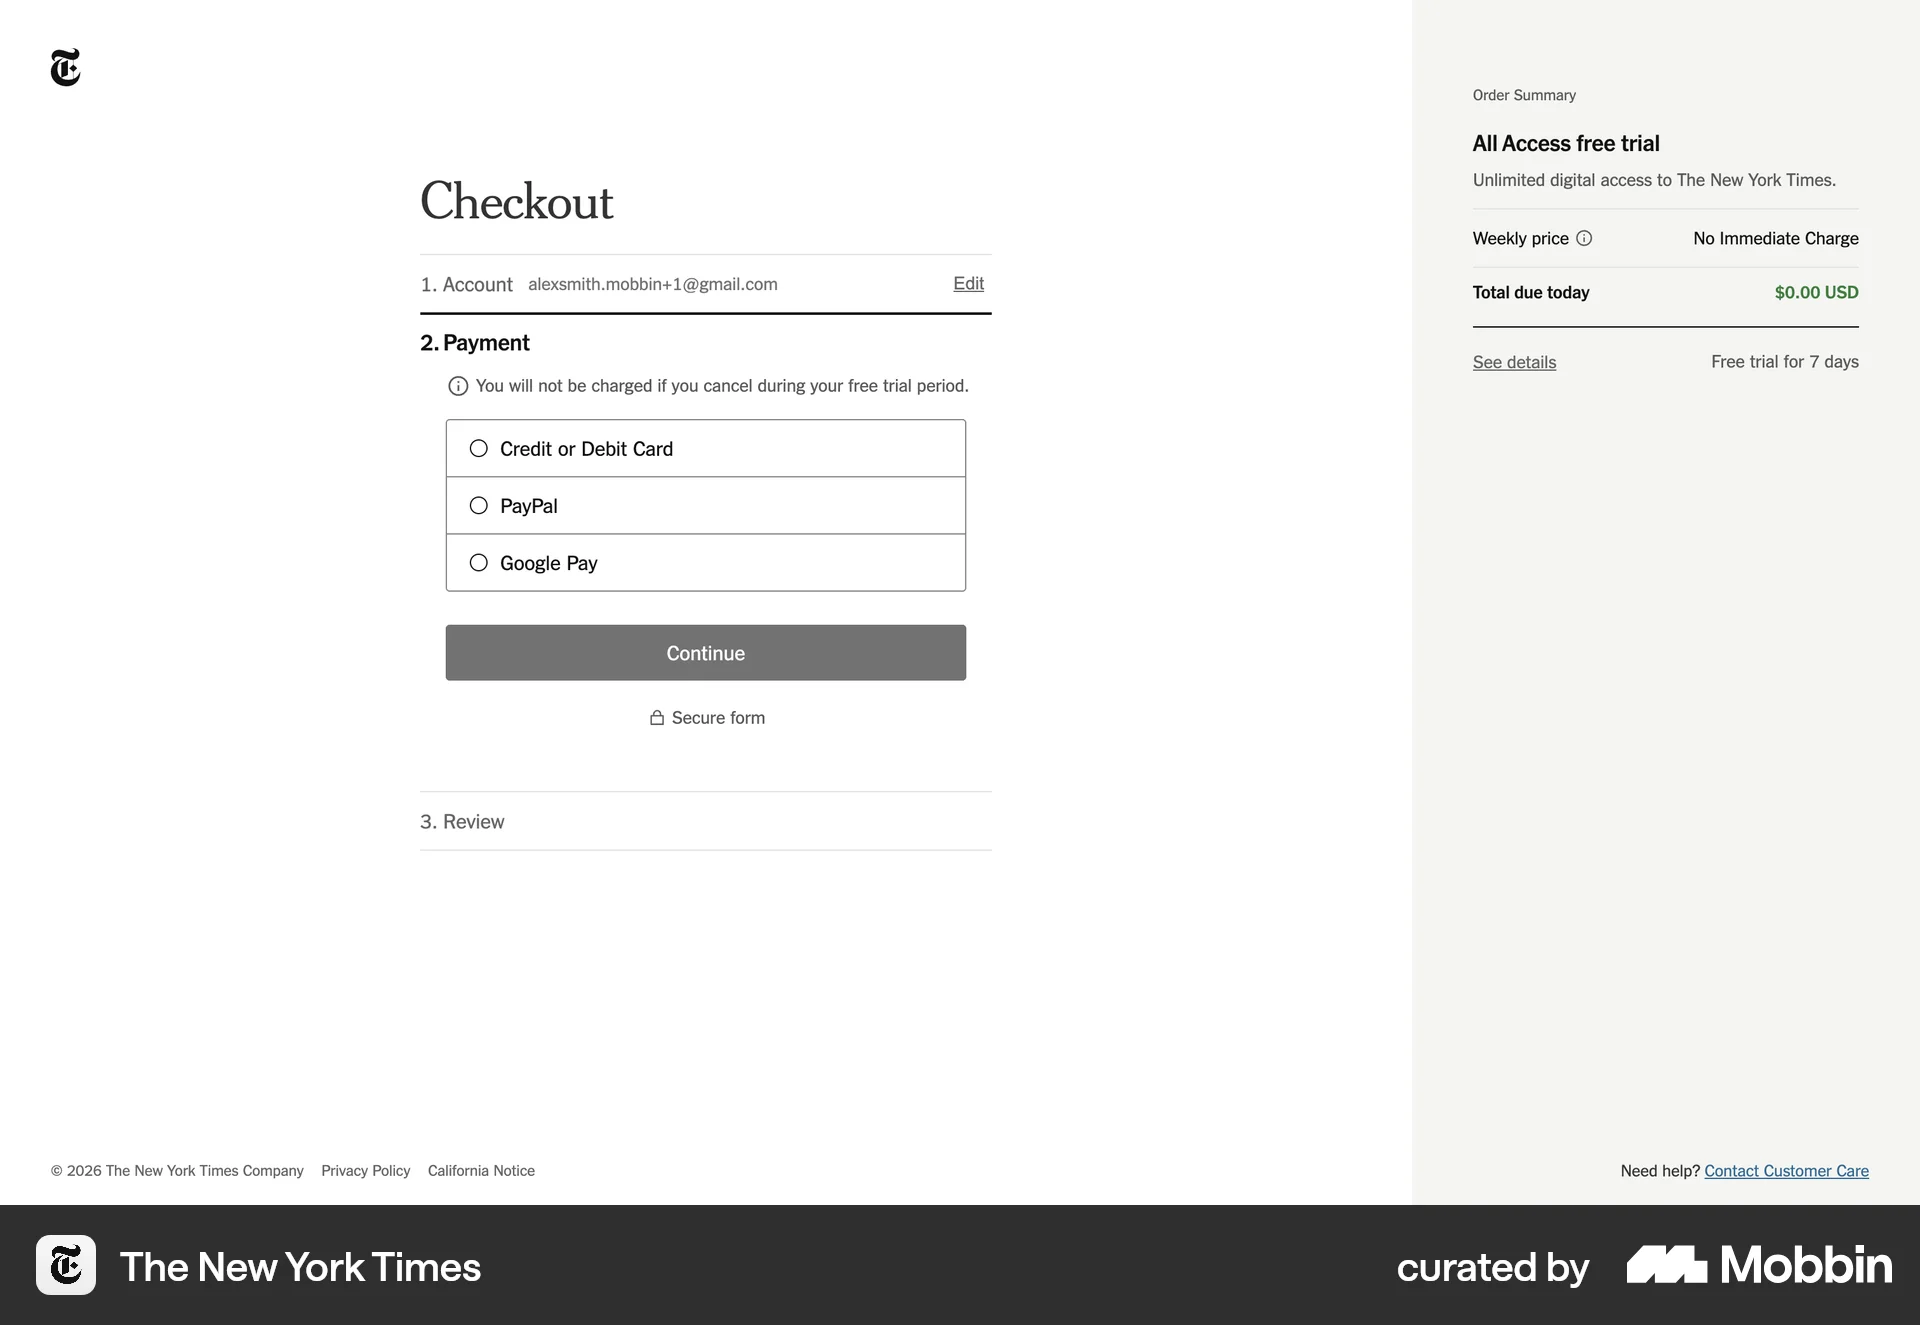 Checkout
1. Account alexsmith.mobbin+1@gmail.com Edit
2. Payment
You will not be charged if you cancel during your free trial period.
Credit or Debit Card
PayPal
Google Pay
Continue
Secure form
3. Review
Order Summary
All Access free trial
Unlimited digital access to The New York Times.
Weekly price No Immediate Charge
Total due today $0.00 USD
See details Free trial for 7 days
© 2026 The New York Times Company Privacy Policy California Notice
Need help? Contact Customer Care
The New York Times
curated by Mobbin